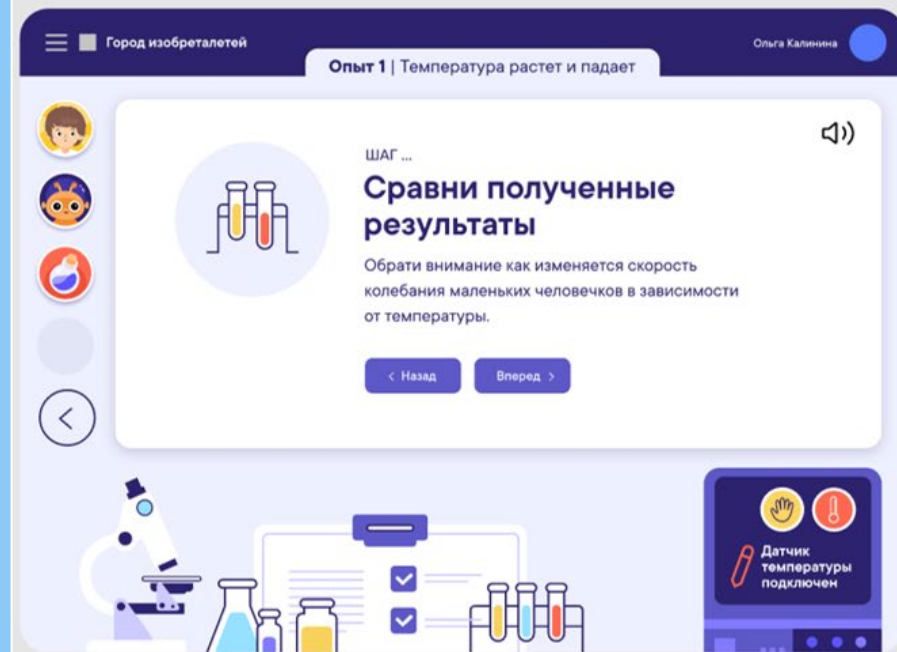 Город изобреталетей
Ольга Калинина
Опыт 1 | Температура растет и падает
ШАГ ...
Сравни полученные
результаты
Обрати внимание как изменяется скорость
колебания маленьких человечков в зависимости
от температуры.
< Назад
Вперед >
Датчик
температуры
подключен